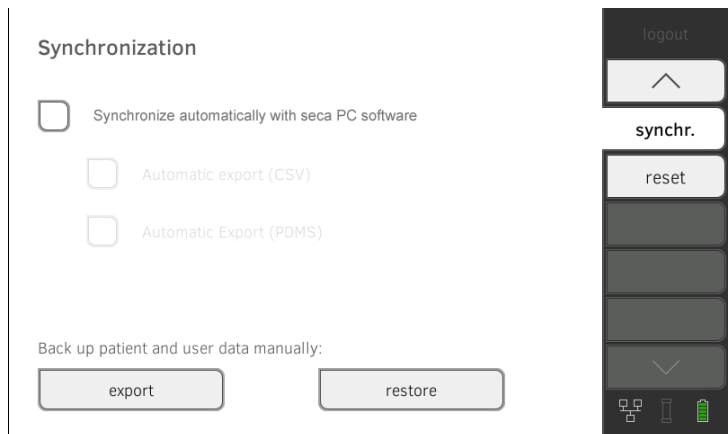 Synchronization
Synchronize automatically with seca PC software
Automatic export (CSV)
Automatic Export (PDMS)
Back up patient and user data manually:
export
restore
logout
synchr.
reset